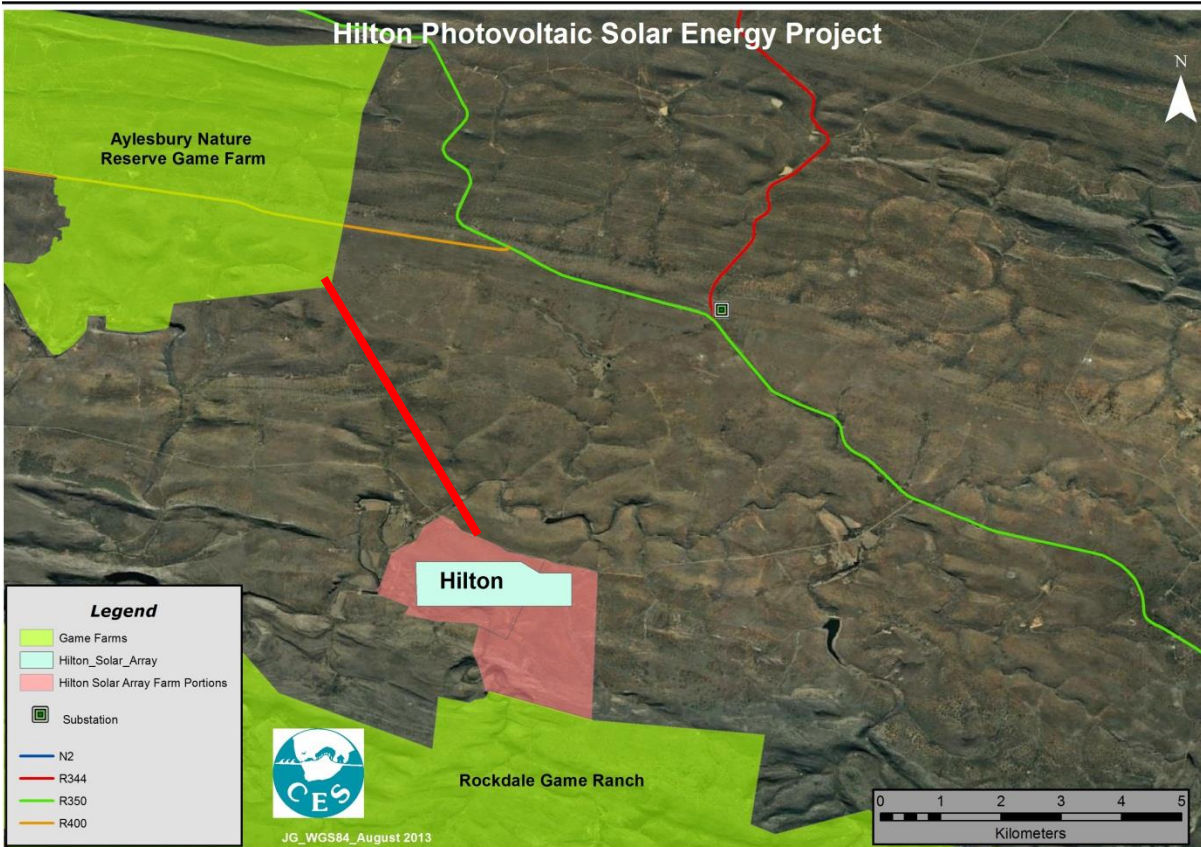 Hilton Photovoltaic Solar Energy Project
N
Aylesbury Nature
Reserve Game Farm
Hilton
Legend
Game Farms
Hilton_Solar_Array
Hilton Solar Array Farm Portions
Substation
N2
R344
R350
R400
CES
JG_WGS84_August 2013
Rockdale Game Ranch
0 1 2 3 4 5
Kilometers